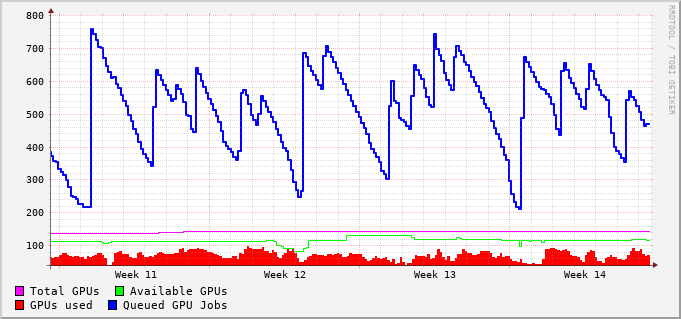 800
700
600
500
400
300
200
100
Week 11 Week 12 Week 13 Week 14
Total GPUs Available GPUs
GPUs used Queued GPU Jobs
RRDTOOL / TOBI OETIKER